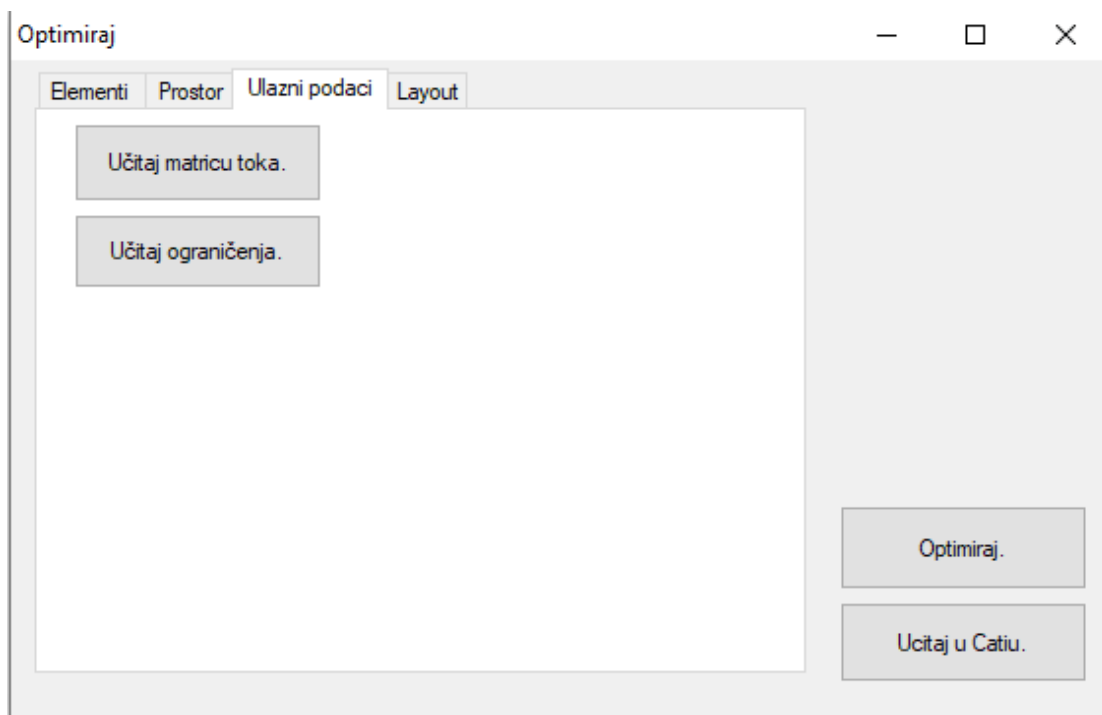 Optimiraj
Elementi Prostor Ulazni podaci Layout
Učitaj matricu toka.
Učitaj ograničenja.
Optimiraj.
Ucitaj u Catiu.